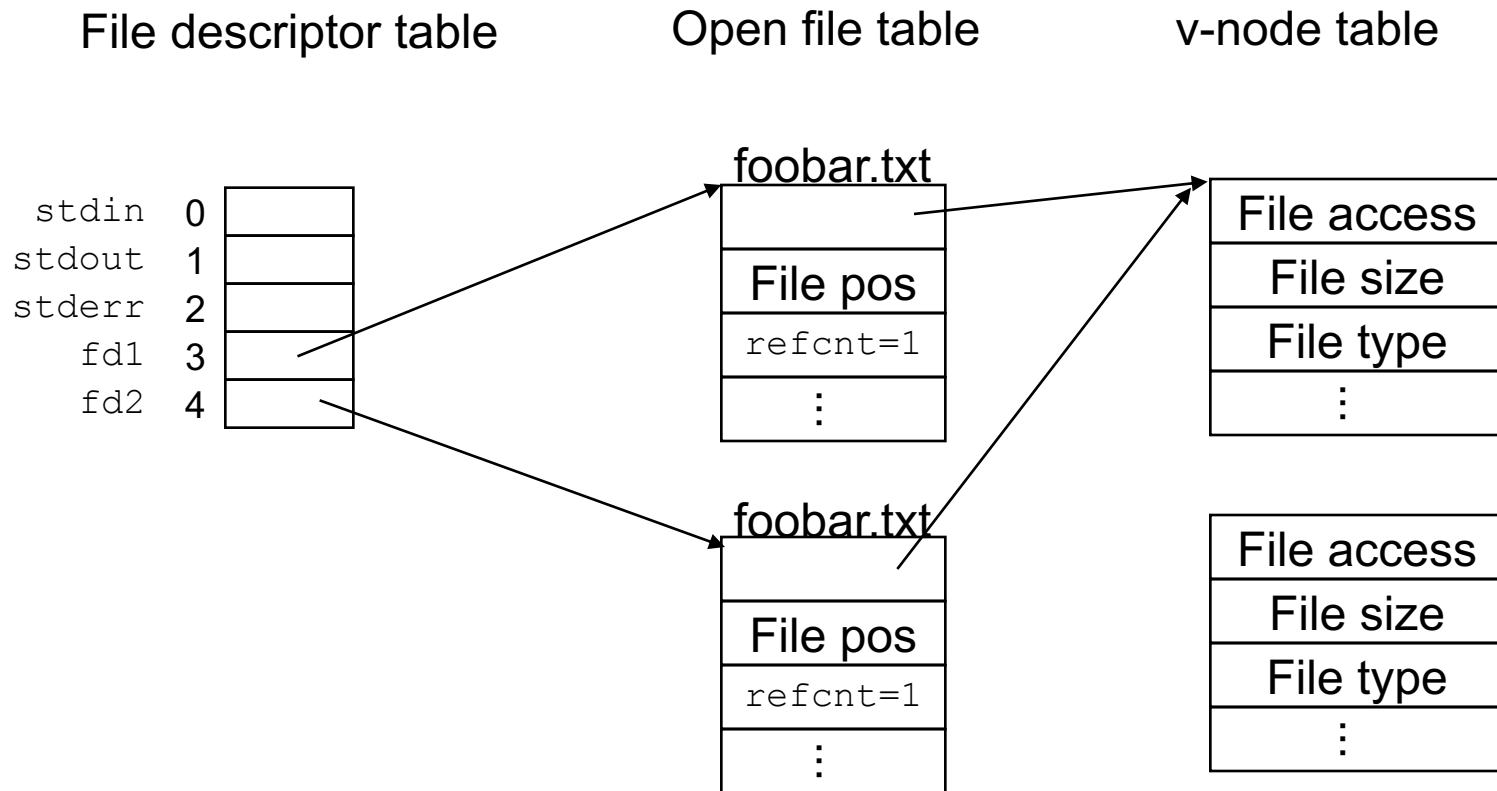 File descriptor table
Open file table
v-node table
stdin 0
stdout 1
stderr 2
fd1 3
fd2 4
foobar.txt
File pos
refcnt=1
⋮
foobar.txt
File pos
refcnt=1
⋮
File access
File size
File type
⋮
File access
File size
File type
⋮